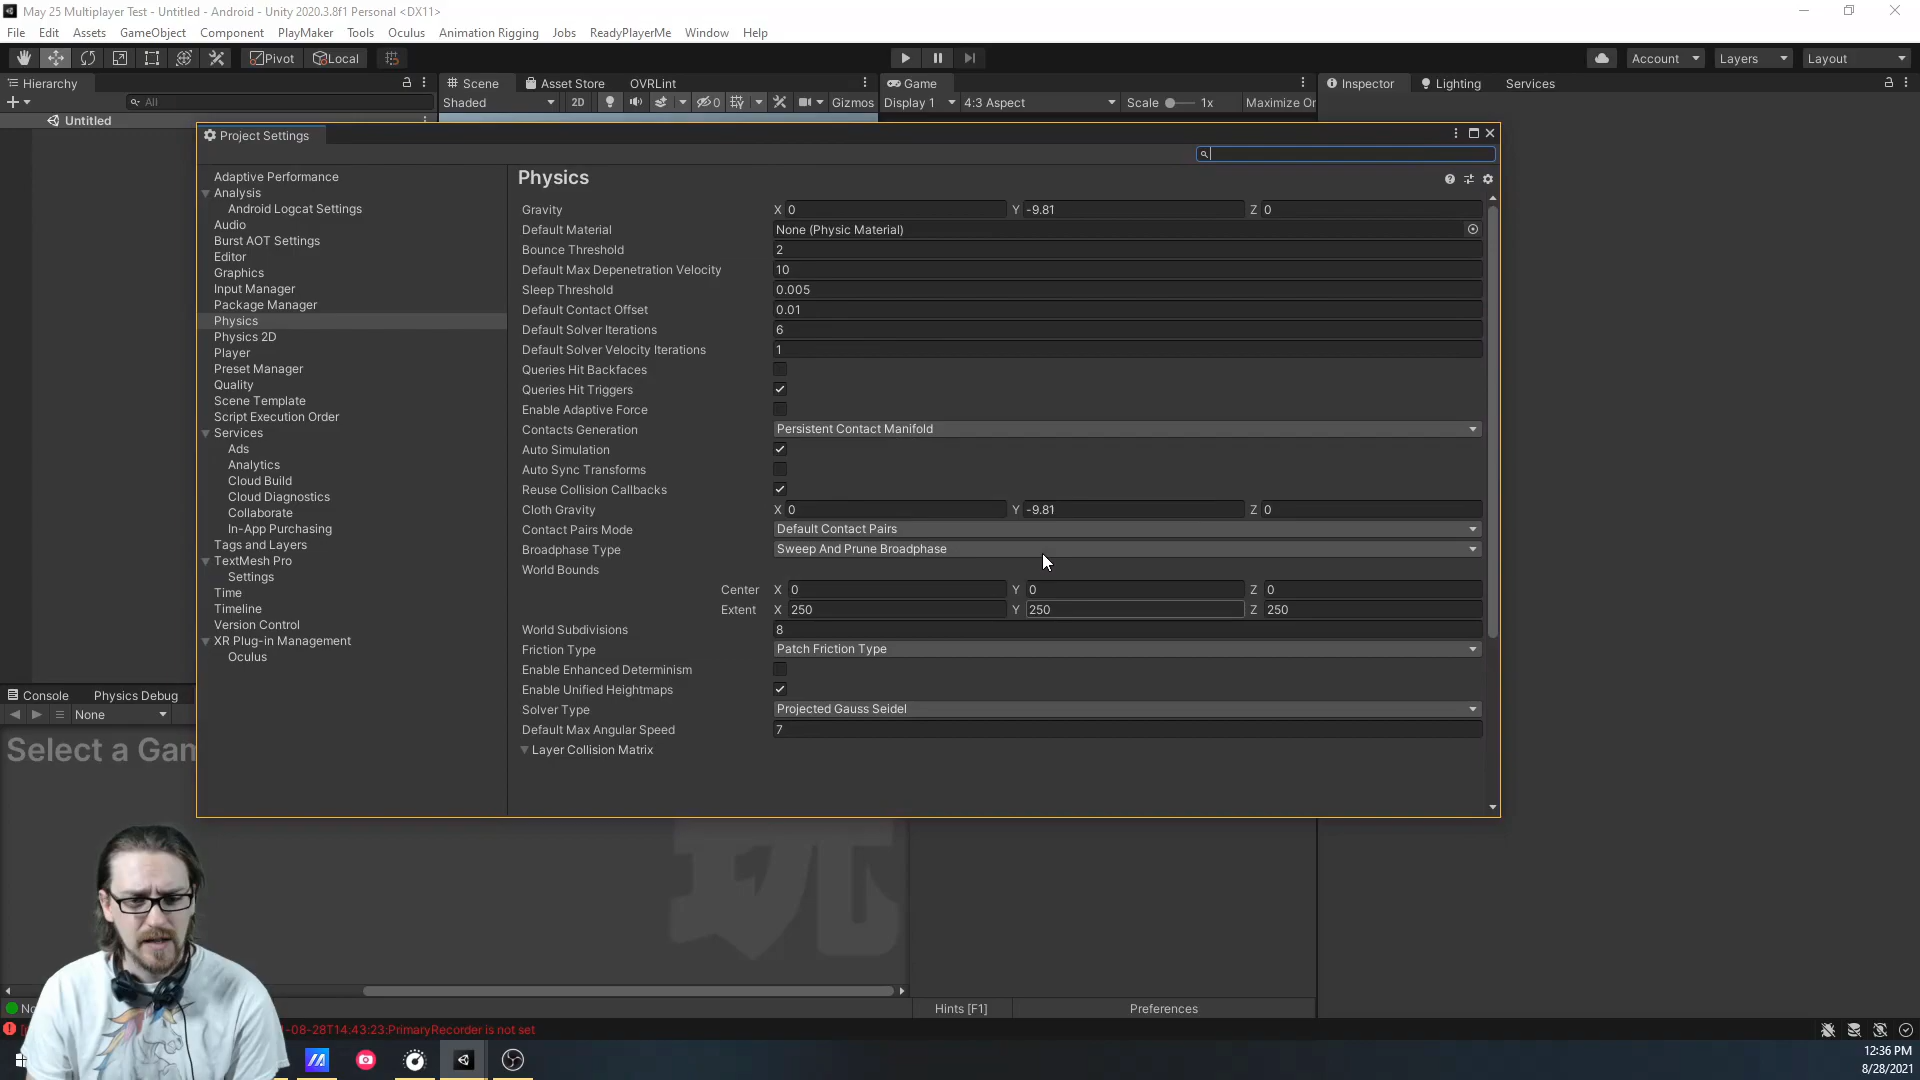 May 25 Multiplayer Test - Untitled - Android - Unity 2020.3.8f1 Personal <DX11>
File Edit Assets GameObject Component PlayMaker Tools Oculus Animation Rigging Jobs ReadyPlayerMe Window Help
Pivot Local Account Layers Layout
Hierarchy Scene Asset Store OVRLint Game Inspector Lighting Services
All Shaded 2D 0 Gizmos Display 1 4:3 Aspect Scale 1x Maximize Or
Untitled
Project Settings
Adaptive Performance
Analysis
Android Logcat Settings
Audio
Burst AOT Settings
Editor
Graphics
Input Manager
Package Manager
Physics
Physics 2D
Player
Preset Manager
Quality
Scene Template
Script Execution Order
Services
Ads
Analytics
Cloud Build
Cloud Diagnostics
Collaborate
In-App Purchasing
Tags and Layers
TextMesh Pro
Settings
Time
Timeline
Version Control
XR Plug-in Management
Oculus
Physics
Gravity X 0 Y -9.81 Z 0
Default Material None (Physic Material)
Bounce Threshold 2
Default Max Depenetration Velocity 10
Sleep Threshold 0.005
Default Contact Offset 0.01
Default Solver Iterations 6
Default Solver Velocity Iterations 1
Queries Hit Backfaces
Queries Hit Triggers
Enable Adaptive Force
Contacts Generation Persistent Contact Manifold
Auto Simulation
Auto Sync Transforms
Reuse Collision Callbacks
Cloth Gravity X 0 Y -9.81 Z 0
Contact Pairs Mode Default Contact Pairs
Broadphase Type Sweep And Prune Broadphase
World Bounds
Center X 0 Y 0 Z 0
Extent X 250 Y 250 Z 250
World Subdivisions 8
Friction Type Patch Friction Type
Enable Enhanced Determinism
Enable Unified Heightmaps
Solver Type Projected Gauss Seidel
Default Max Angular Speed 7
Layer Collision Matrix
Console Physics Debug
None
Select a Gam
玩
Hints [F1] Preferences
1-08-28T14:43:23:PrimaryRecorder is not set
12:36 PM
8/28/2021